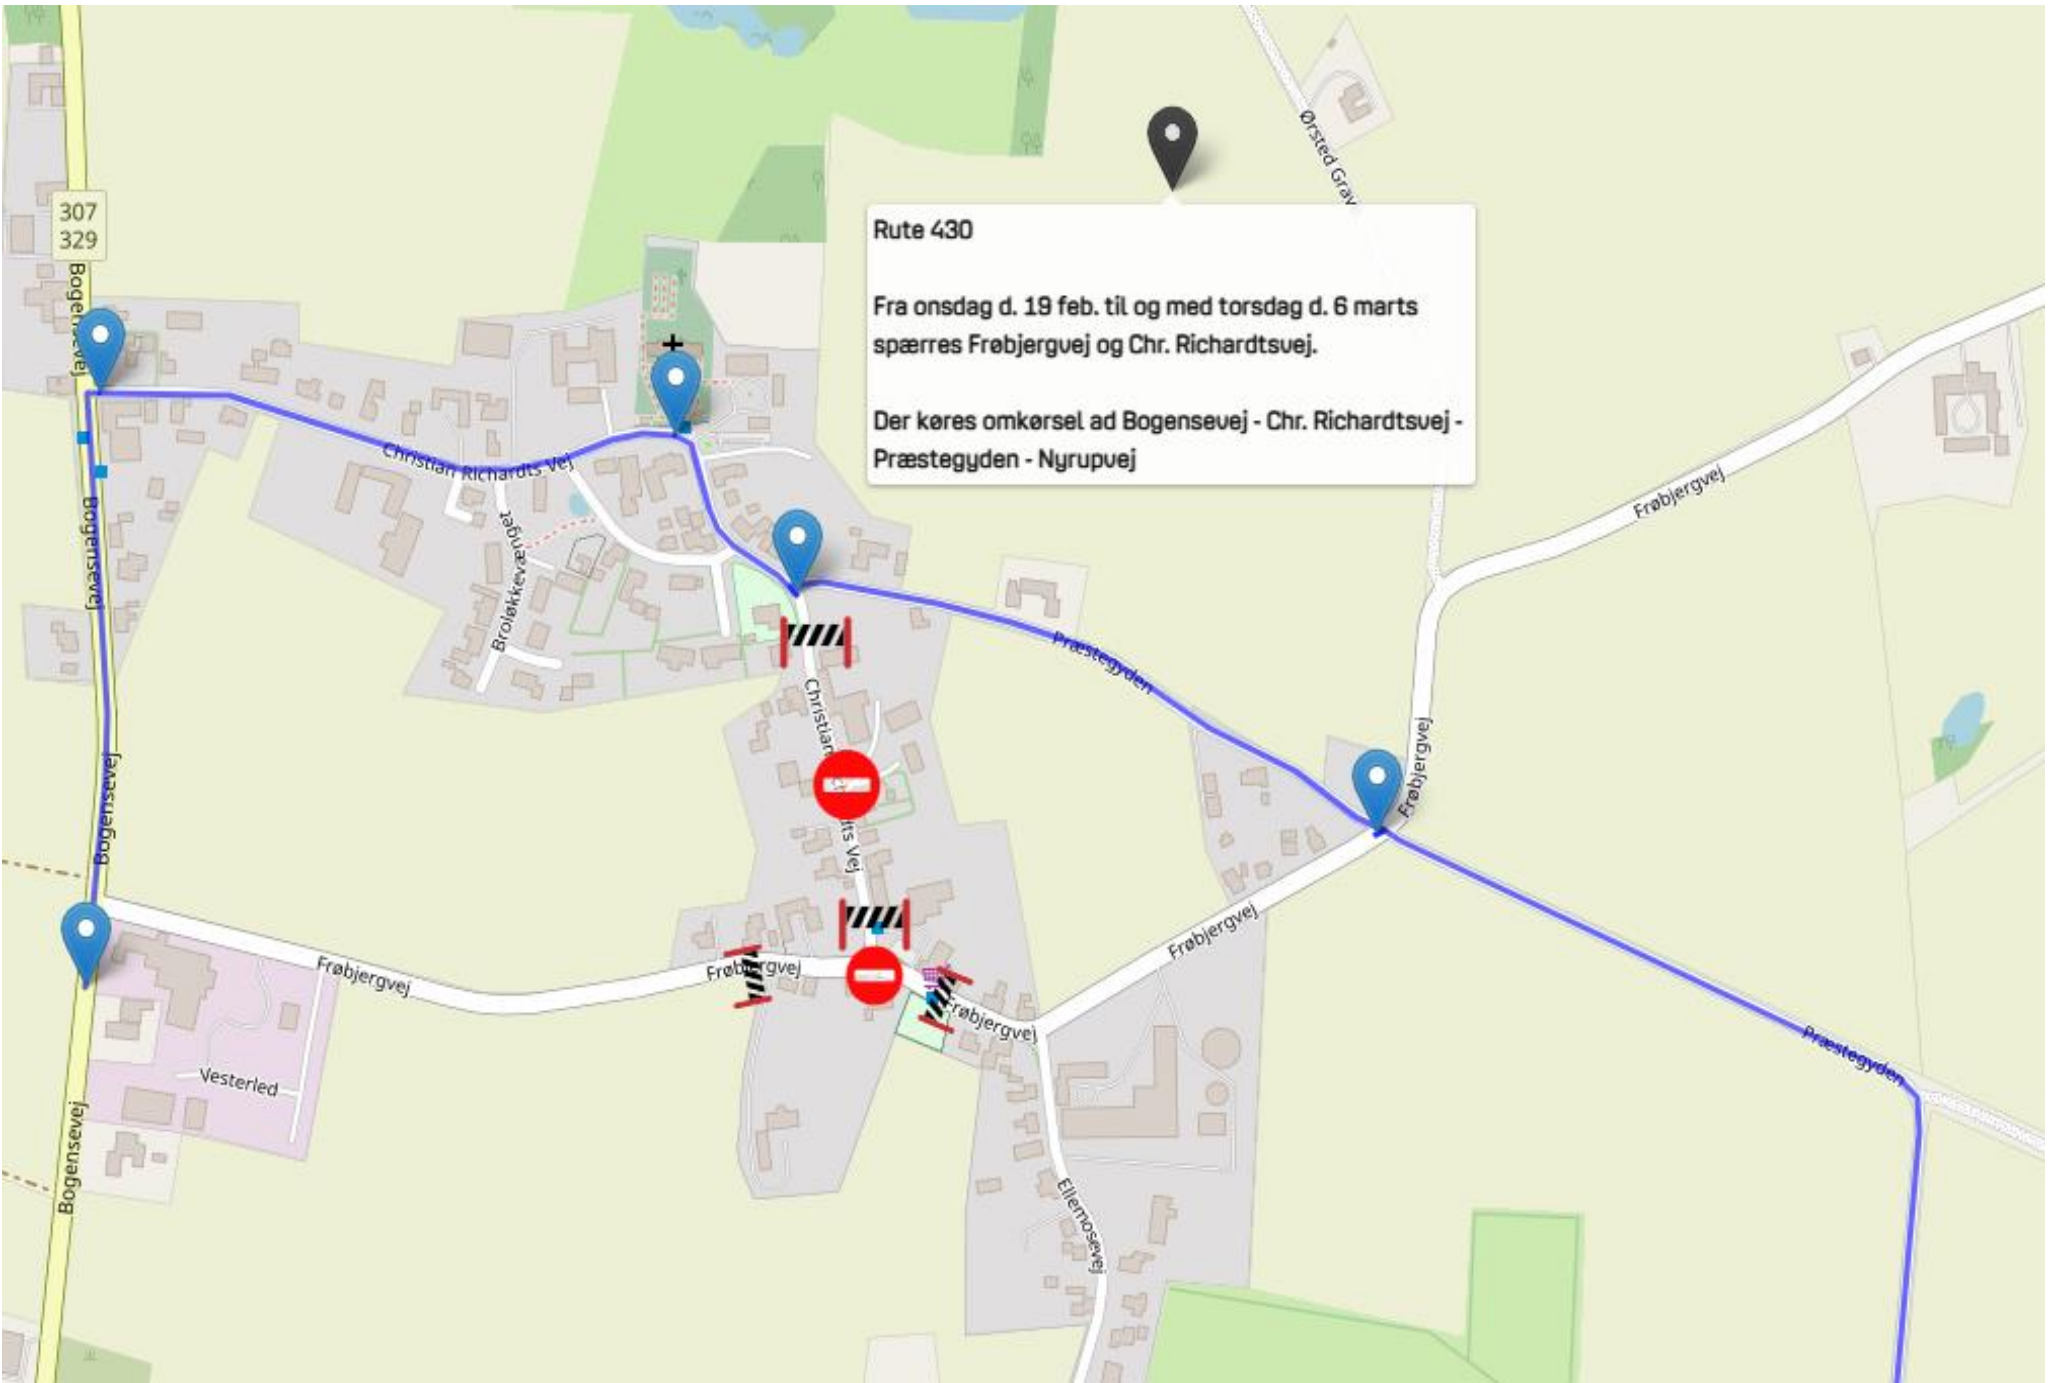 307
329
Bogensevej
Ørsted Grav
Rute 430
Fra onsdag d. 19 feb. til og med torsdag d. 6 marts
spærres Frøbjergvej og Chr. Richardtsvej.
Der køres omkørsel ad Bogensevej - Chr. Richardtsvej -
Præstegyden - Nyrupvej
Christian Richardts Vej
Frøbjergvej
Bogensevej
Broløkkevænget
Præstegyden
Christian Richardts Vej
Frøbjergvej
Bogensevej
Frøbjergvej
Frøbjergvej
Frøbjergvej
Frøbjergvej
Præstegyden
Vesterled
Bogensevej
Ellemosevej